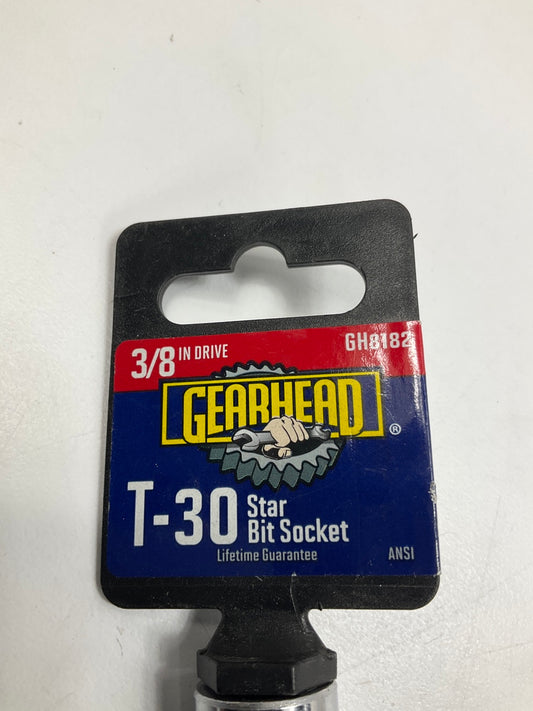 3/8 IN DRIVE GH8182
GEARHEAD ®
T-30 Star
Bit Socket
Lifetime Guarantee ANSI